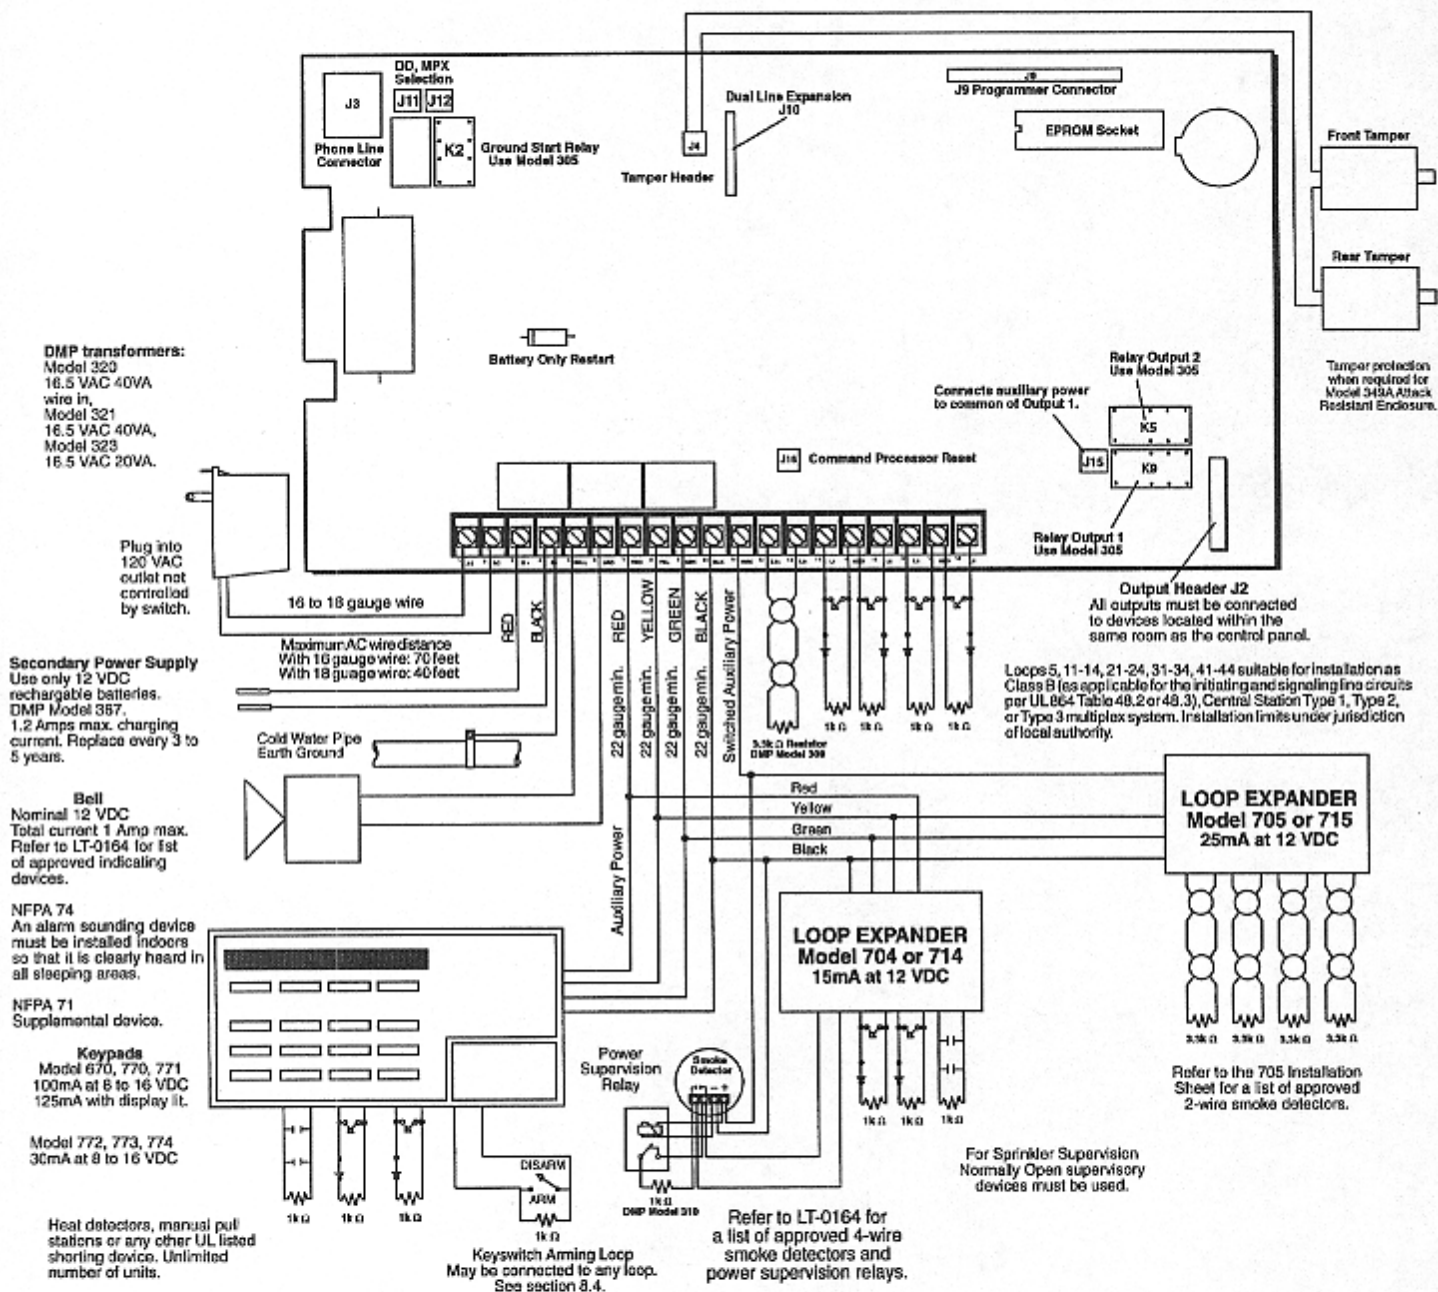 DD, MPX
Selection
J3
J11
J12
Phone Line
Connector
K2
Ground Start Relay
Use Model 305
J4
Tamper Header
Dual Line Expansion
J10
J9 Programmer Connector
EPROM Socket
Front Tamper
Rear Tamper
Tamper protection
when required for
Model 349A Attack
Resistant Enclosure.
Battery Only Restart
DMP transformers:
Model 320
16.5 VAC 40VA
wire in,
Model 321
16.5 VAC 40VA,
Model 323
16.5 VAC 20VA.
Relay Output 2
Use Model 305
Connects auxiliary power
to common of Output 1.
K5
J15
J16
Command Processor Reset
Relay Output 1
Use Model 305
Plug into
120 VAC
outlet not
controlled
by switch.
16 to 18 gauge wire
Output Header J2
All outputs must be connected
to devices located within the
same room as the control panel.
RED
BLACK
RED
YELLOW
GREEN
BLACK
22 gauge min.
22 gauge min.
22 gauge min.
22 gauge min.
Switched Auxiliary Power
Maximum AC wire distance
With 16 gauge wire: 70 feet
With 18 guage wire: 40 feet
Secondary Power Supply
Use only 12 VDC
rechargable batteries.
DMP Model 367.
1.2 Amps max. charging
current. Replace every 3 to
5 years.
Cold Water Pipe
Earth Ground
3.3k Ω Resistor
DMP Model 309
1k Ω
1k Ω
1k Ω
1k Ω
Loops 5, 11-14, 21-24, 31-34, 41-44 suitable for installation as
Class B (as applicable for the initiating and signaling line circuits
per UL 864 Table 48.2 or 48.3), Central Station Type 1, Type 2,
or Type 3 multiplex system. Installation limits under jurisdiction
of local authority.
Bell
Nominal 12 VDC
Total current 1 Amp max.
Refer to LT-0164 for list
of approved indicating
devices.
Red
Yellow
Green
Black
Auxiliary Power
LOOP EXPANDER
Model 705 or 715
25mA at 12 VDC
LOOP EXPANDER
Model 704 or 714
15mA at 12 VDC
NFPA 74
An alarm sounding device
must be installed indoors
so that it is clearly heard in
all sleeping areas.
NFPA 71
Supplemental device.
Keypads
Model 670, 770, 771
100mA at 8 to 16 VDC
125mA with display lit.
Model 772, 773, 774
30mA at 8 to 16 VDC
3.3k Ω
3.3k Ω
3.3k Ω
3.3k Ω
Refer to the 705 Installation
Sheet for a list of approved
2-wire smoke detectors.
Power
Supervision
Relay
Smoke
Detector
1k Ω
1k Ω
1k Ω
For Sprinkler Supervision
Normally Open supervisory
devices must be used.
DISARM
ARM
1k Ω
1k Ω
1k Ω
1k Ω
1k Ω
DMP Model 310
Heat detectors, manual pull
stations or any other UL listed
shorting device. Unlimited
number of units.
Keyswitch Arming Loop
May be connected to any loop.
See section 8.4.
Refer to LT-0164 for
a list of approved 4-wire
smoke detectors and
power supervision relays.